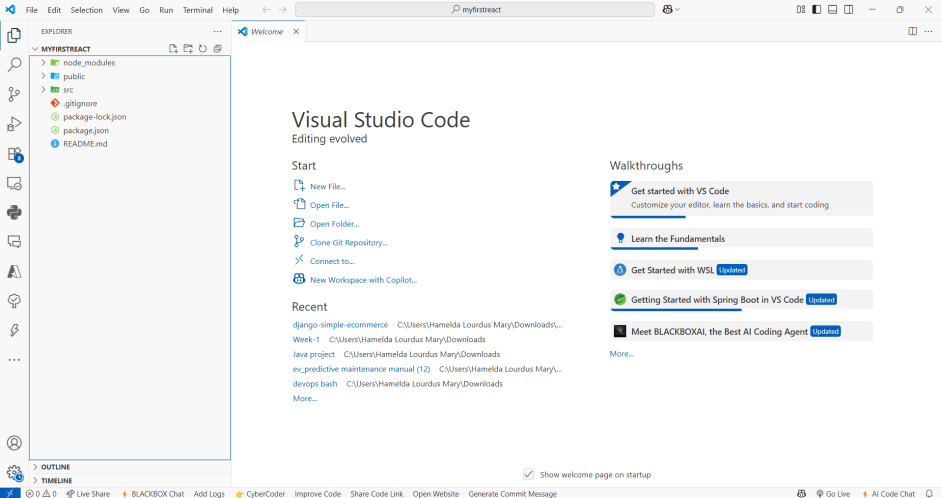 File Edit Selection View Go Run Terminal Help
myfirstreact
EXPLORER
Welcome
MYFIRSTREACT
node_modules
public
src
.gitignore
package-lock.json
package.json
README.md
Visual Studio Code
Editing evolved
Start
New File...
Open File...
Open Folder...
Clone Git Repository...
Connect to...
New Workspace with Copilot...
Recent
django-simple-ecommerce C:\Users\Hamelda Lourdus Mary\Downloads\...
Week-1 C:\Users\Hamelda Lourdus Mary\Downloads
Java project C:\Users\Hamelda Lourdus Mary\Downloads
ev_predictive maintenance manual (12) C:\Users\Hamelda Lourdus Mary\...
devops bash C:\Users\Hamelda Lourdus Mary\Downloads
More...
Walkthroughs
Get started with VS Code
Customize your editor, learn the basics, and start coding
Learn the Fundamentals
Get Started with WSL Updated
Getting Started with Spring Boot in VS Code Updated
Meet BLACKBOXAI, the Best AI Coding Agent Updated
More...
8
Show welcome page on startup
OUTLINE
TIMELINE
0 0 Live Share BLACKBOX Chat Add Logs CyberCoder Improve Code Share Code Link Open Website Generate Commit Message Go Live AI Code Chat